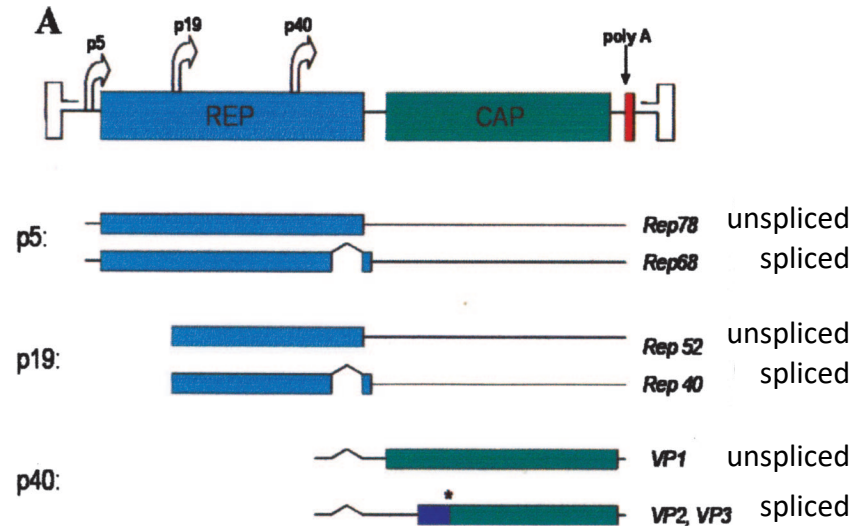 A
p5 p19 p40 poly A
REP CAP
p5:
Rep78 unspliced
Rep68 spliced
p19:
Rep 52 unspliced
Rep 40 spliced
p40:
VP1 unspliced
*
VP2, VP3 spliced